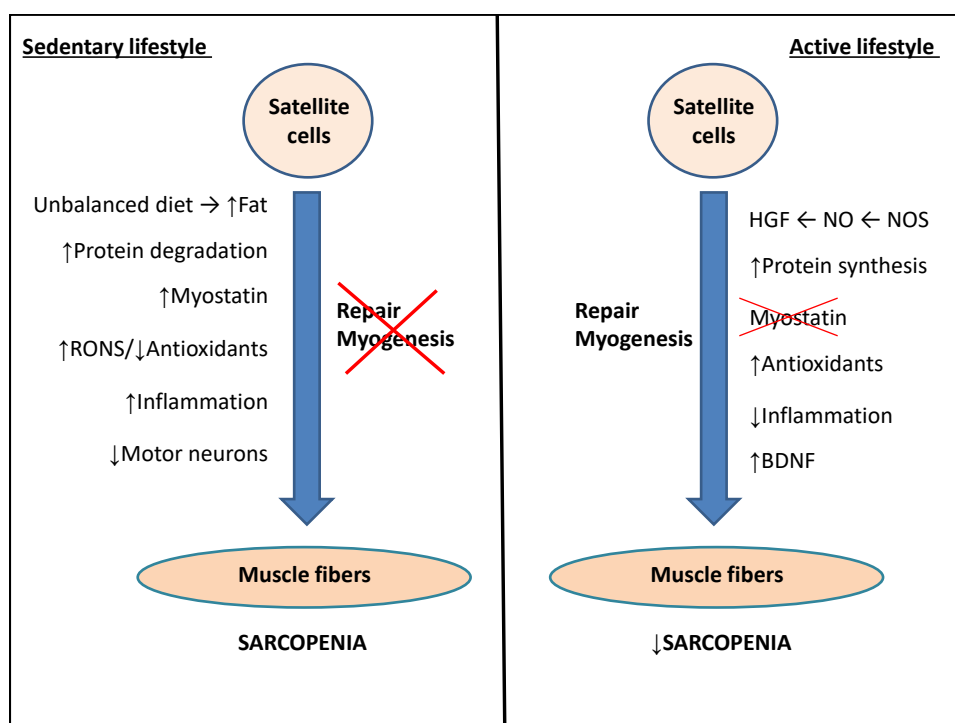 Sedentary lifestyle
Satellite
cells
Unbalanced diet → ↑Fat
↑Protein degradation
↑Myostatin
↑RONS/↓Antioxidants
↑Inflammation
↓Motor neurons
Repair
Myogenesis
Muscle fibers
SARCOPENIA
Active lifestyle
Satellite
cells
Repair
Myogenesis
HGF ← NO ← NOS
↑Protein synthesis
Myostatin
↑Antioxidants
↓Inflammation
↑BDNF
Muscle fibers
↓SARCOPENIA